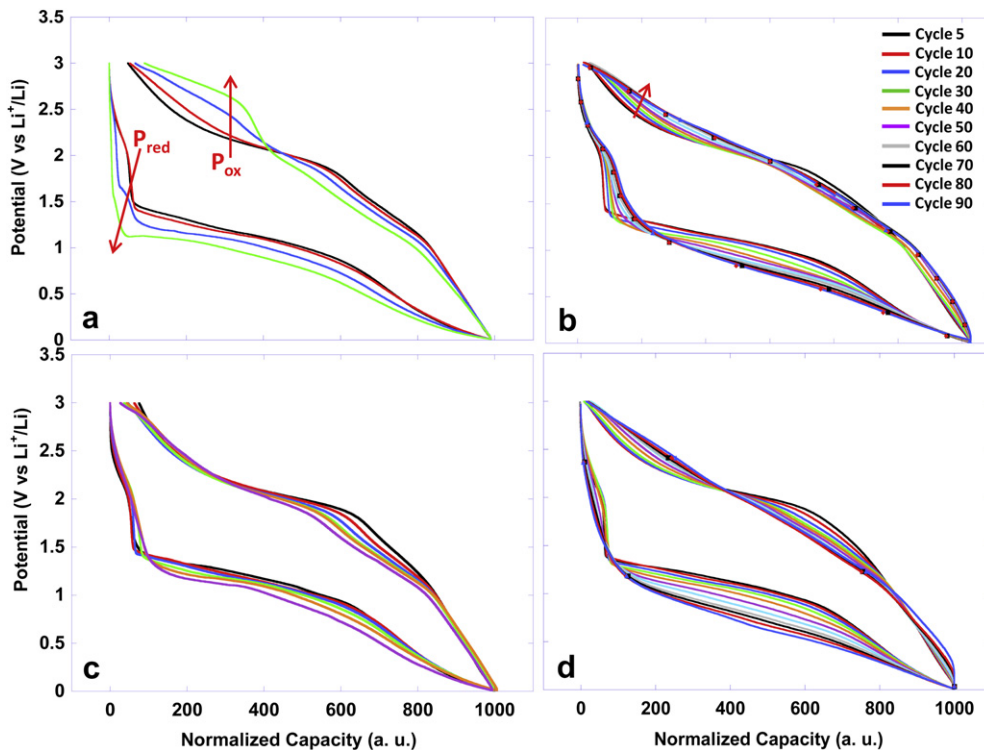 3.5
3
2.5
2
1.5
1
0.5
0
Potential (V vs Li⁺/Li)
P_red
P_ox
a
Cycle 5
Cycle 10
Cycle 20
Cycle 30
Cycle 40
Cycle 50
Cycle 60
Cycle 70
Cycle 80
Cycle 90
b
3.5
3
2.5
2
1.5
1
0.5
0
Potential (V vs Li⁺/Li)
c
0 200 400 600 800 1000
Normalized Capacity (a. u.)
d
0 200 400 600 800 1000
Normalized Capacity (a. u.)